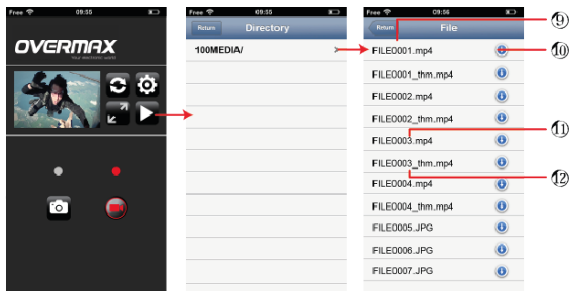 Free 09:55
OVERMAX
Your electronic world
Free 09:55
Return Directory
100MEDIA/ >
Free 09:56
Return File
FILE0001.mp4
FILE0001_thm.mp4
FILE0002.mp4
FILE0002_thm.mp4
FILE0003.mp4
FILE0003_thm.mp4
FILE0004.mp4
FILE0004_thm.mp4
FILE0005.JPG
FILE0006.JPG
FILE0007.JPG
⑨
⑩
⑪
⑫